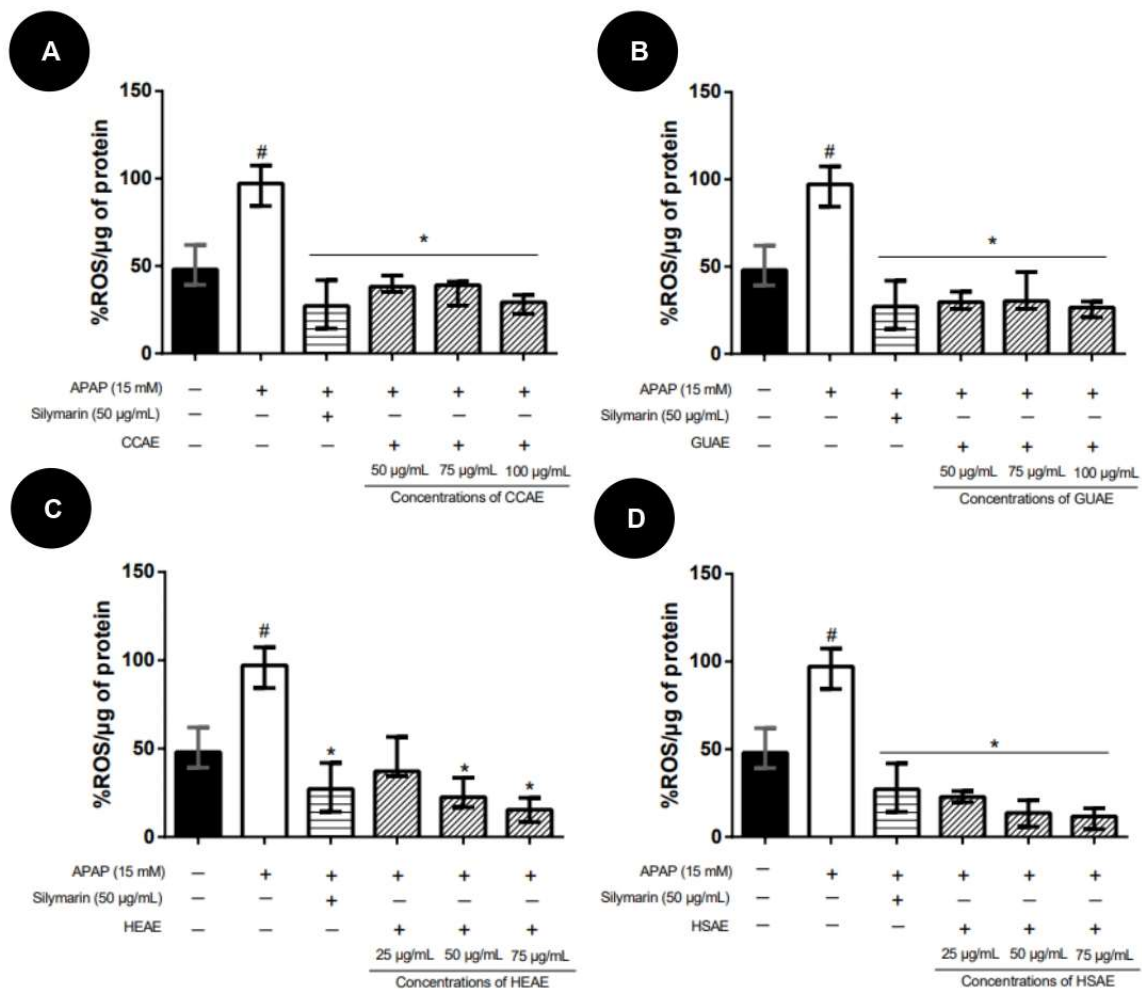 A
%ROS/µg of protein
150
100
50
0
#
*
APAP (15 mM) – + + + + +
Silymarin (50 µg/mL) – – + – – –
CCAE – – – + + +
50 µg/mL 75 µg/mL 100 µg/mL
Concentrations of CCAE
B
%ROS/µg of protein
150
100
50
0
#
*
APAP (15 mM) – + + + + +
Silymarin (50 µg/mL) – – + – – –
GUAE – – – + + +
50 µg/mL 75 µg/mL 100 µg/mL
Concentrations of GUAE
C
%ROS/µg of protein
150
100
50
0
#
* * *
APAP (15 mM) – + + + + +
Silymarin (50 µg/mL) – – + – – –
HEAE – – – + + +
25 µg/mL 50 µg/mL 75 µg/mL
Concentrations of HEAE
D
%ROS/µg of protein
150
100
50
0
#
*
APAP (15 mM) – + + + + +
Silymarin (50 µg/mL) – – + – – –
HSAE – – – + + +
25 µg/mL 50 µg/mL 75 µg/mL
Concentrations of HSAE